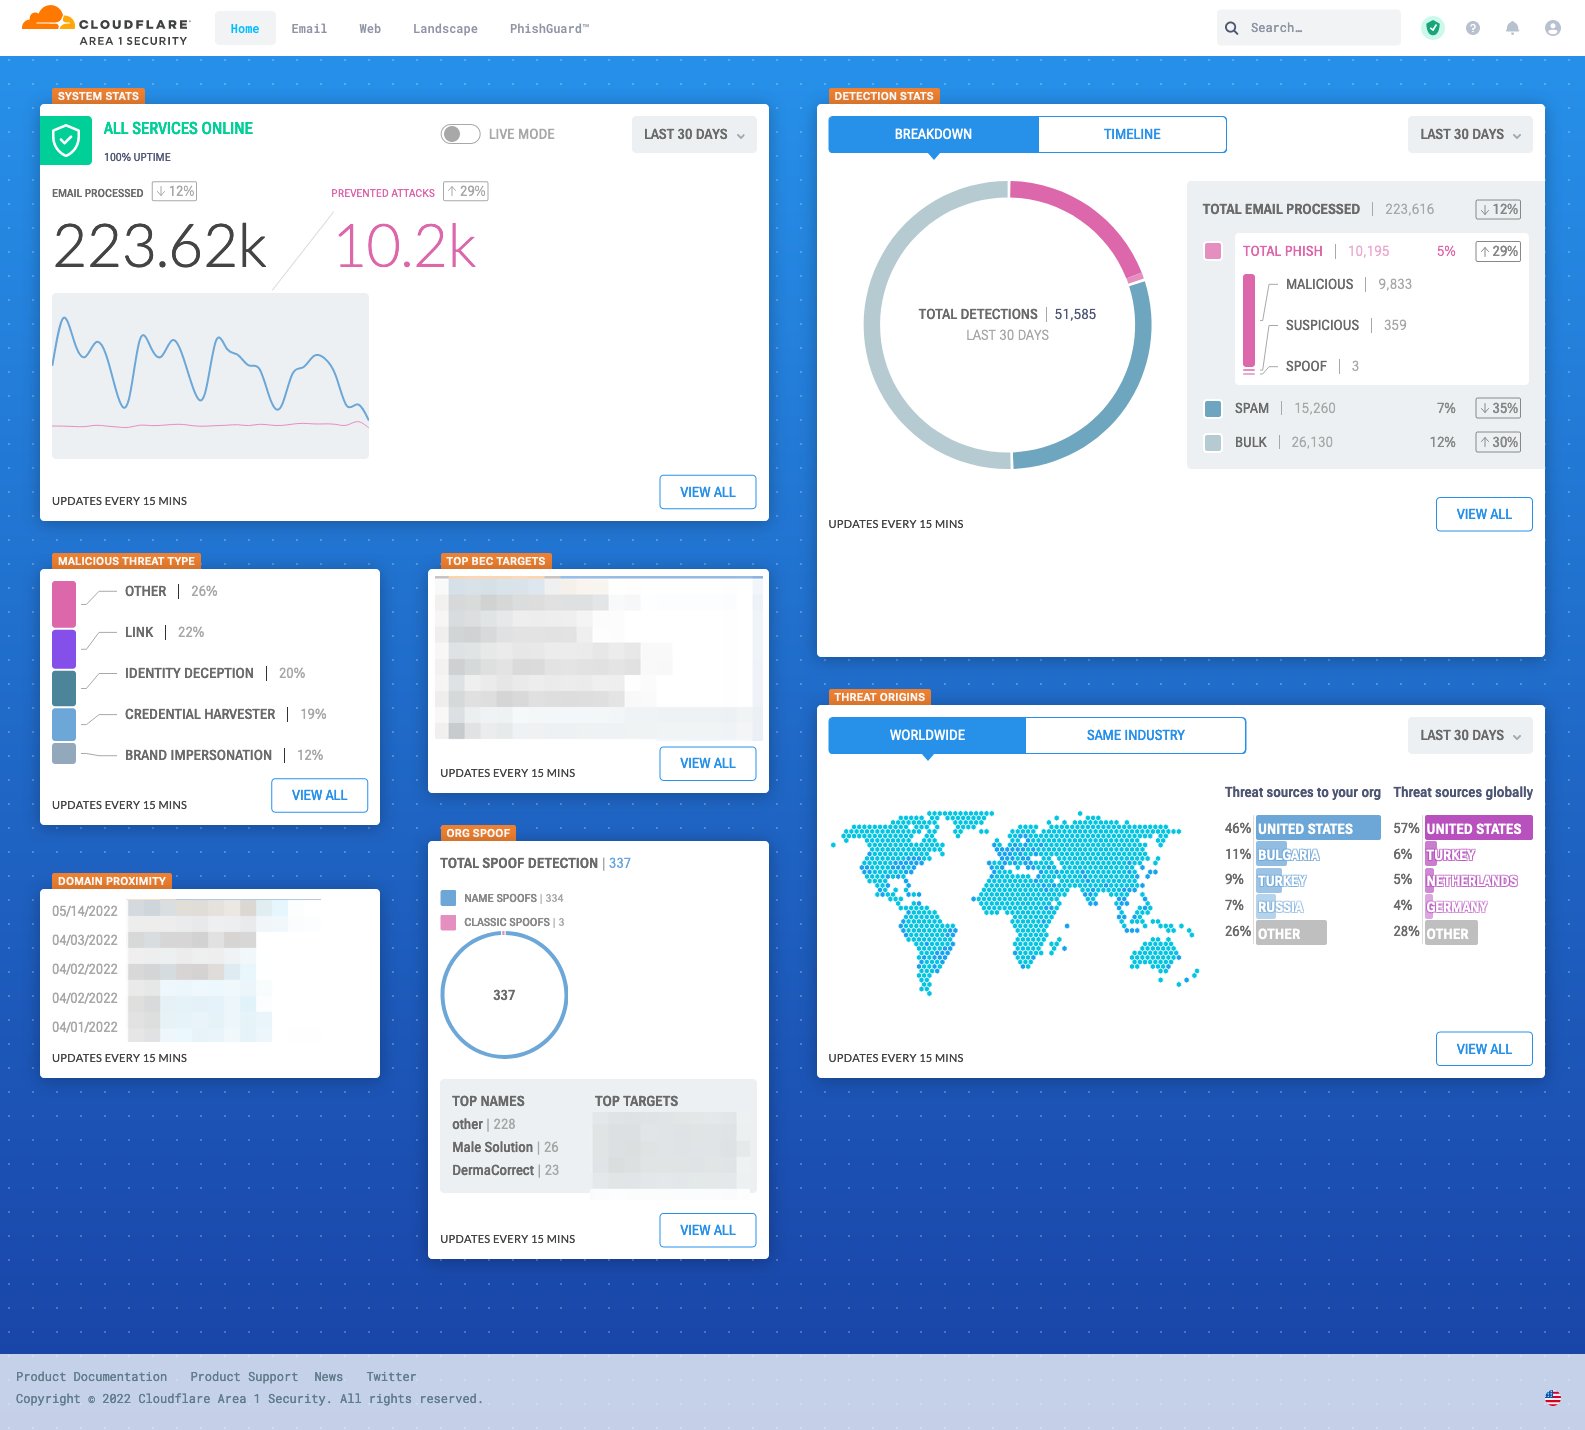 CLOUDFLARE
AREA 1 SECURITY
Home
Email
Web
Landscape
PhishGuard™
Search…
SYSTEM STATS
ALL SERVICES ONLINE
100% UPTIME
LIVE MODE
LAST 30 DAYS
EMAIL PROCESSED ↓ 12%
PREVENTED ATTACKS ↑ 29%
223.62k
10.2k
UPDATES EVERY 15 MINS
VIEW ALL
DETECTION STATS
BREAKDOWN
TIMELINE
LAST 30 DAYS
TOTAL DETECTIONS | 51,585
LAST 30 DAYS
TOTAL EMAIL PROCESSED | 223,616 ↓ 12%
TOTAL PHISH | 10,195 5% ↑ 29%
MALICIOUS | 9,833
SUSPICIOUS | 359
SPOOF | 3
SPAM | 15,260 7% ↓ 35%
BULK | 26,130 12% ↑ 30%
UPDATES EVERY 15 MINS
VIEW ALL
MALICIOUS THREAT TYPE
OTHER | 26%
LINK | 22%
IDENTITY DECEPTION | 20%
CREDENTIAL HARVESTER | 19%
BRAND IMPERSONATION | 12%
UPDATES EVERY 15 MINS
VIEW ALL
TOP BEC TARGETS
UPDATES EVERY 15 MINS
VIEW ALL
DOMAIN PROXIMITY
05/14/2022
04/03/2022
04/02/2022
04/02/2022
04/01/2022
UPDATES EVERY 15 MINS
ORG SPOOF
TOTAL SPOOF DETECTION | 337
NAME SPOOFS | 334
CLASSIC SPOOFS | 3
337
TOP NAMES
other | 228
Male Solution | 26
DermaCorrect | 23
TOP TARGETS
UPDATES EVERY 15 MINS
VIEW ALL
THREAT ORIGINS
WORLDWIDE
SAME INDUSTRY
LAST 30 DAYS
Threat sources to your org
46% UNITED STATES
11% BULGARIA
9% TURKEY
7% RUSSIA
26% OTHER
Threat sources globally
57% UNITED STATES
6% TURKEY
5% NETHERLANDS
4% GERMANY
28% OTHER
UPDATES EVERY 15 MINS
VIEW ALL
Product Documentation Product Support News Twitter
Copyright © 2022 Cloudflare Area 1 Security. All rights reserved.